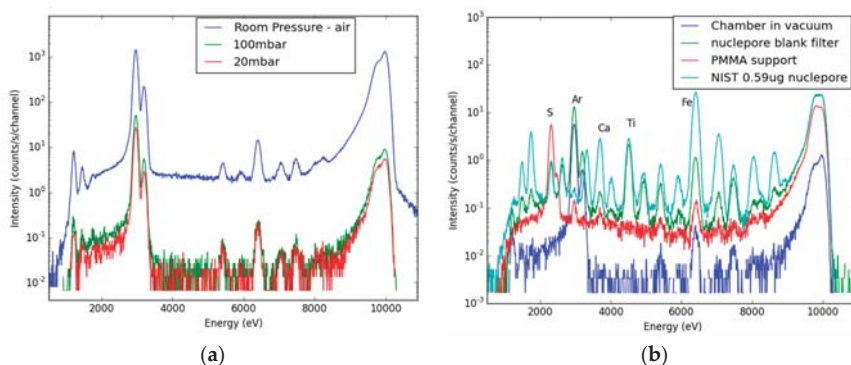 Room Pressure - air
100mbar
20mbar
Intensity (counts/s/channel)
10³
10²
10¹
10⁰
10⁻¹
10⁻²
2000 4000 6000 8000 10000
Energy (eV)
(a)
Chamber in vacuum
nuclepore blank filter
PMMA support
NIST 0.59ug nuclepore
S
Ar
Ca
Ti
Fe
Intensity (counts/s/channel)
10²
10¹
10⁰
10⁻¹
10⁻²
10⁻³
2000 4000 6000 8000 10000
Energy (eV)
(b)